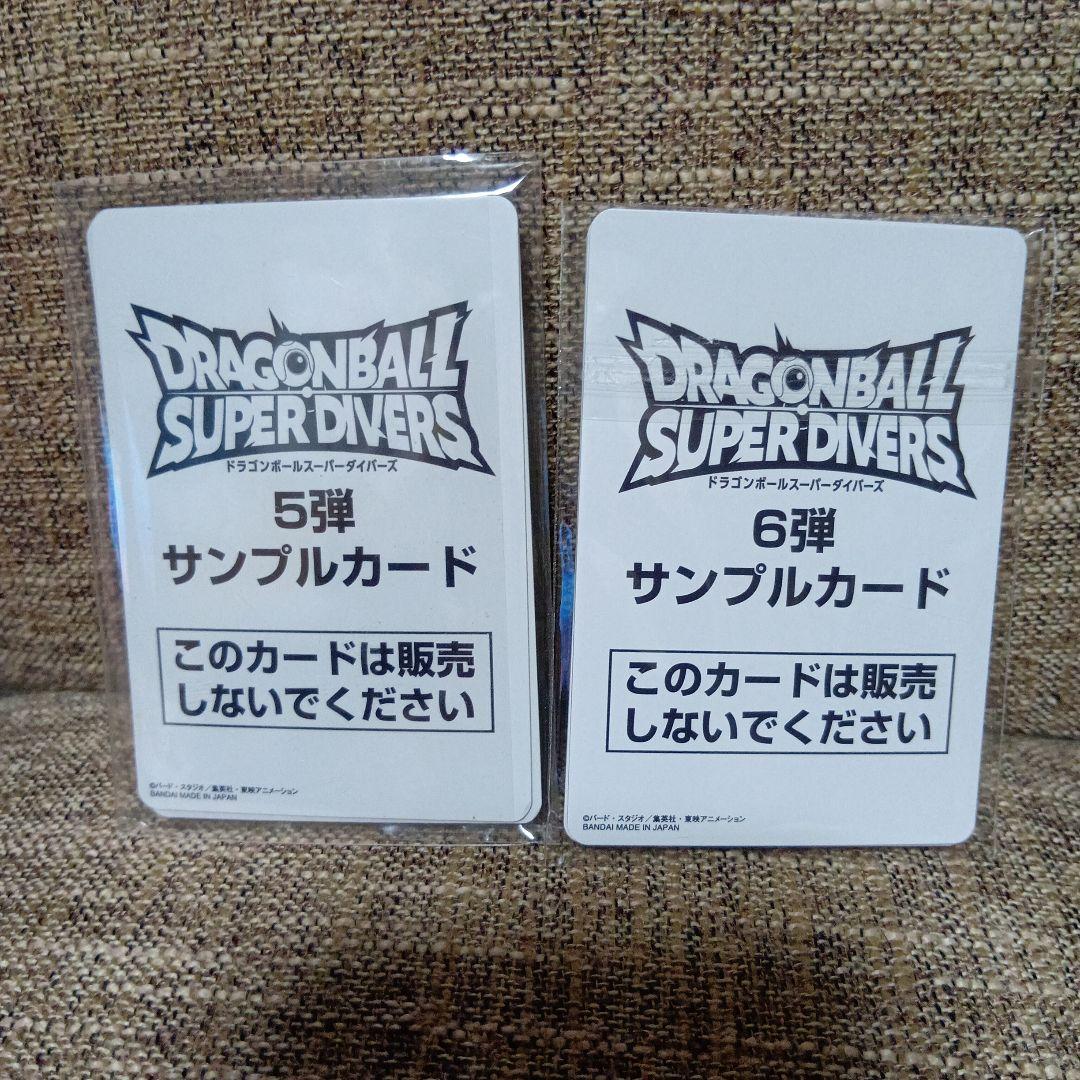 DRAGONBALL
SUPER DIVERS
ドラゴンボールスーパーダイバーズ
5弾
サンプルカード
このカードは販売
しないでください
©バード・スタジオ／集英社・東映アニメーション
BANDAI MADE IN JAPAN
DRAGONBALL
SUPER DIVERS
ドラゴンボールスーパーダイバーズ
6弾
サンプルカード
このカードは販売
しないでください
©バード・スタジオ／集英社・東映アニメーション
BANDAI MADE IN JAPAN